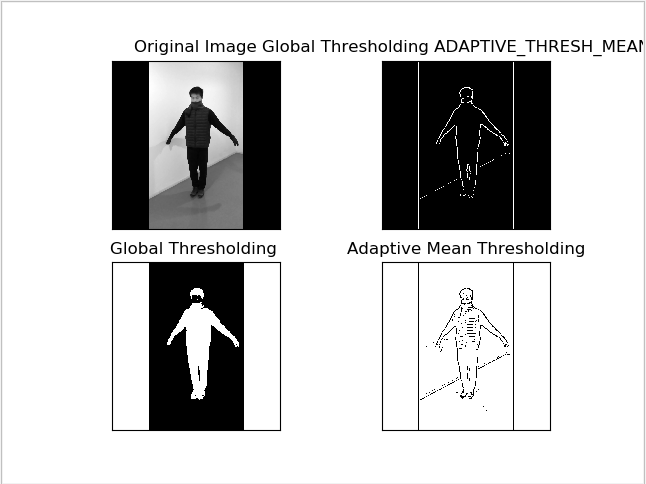 Original Image Global Thresholding ADAPTIVE_THRESH_MEAN
Global Thresholding
Adaptive Mean Thresholding